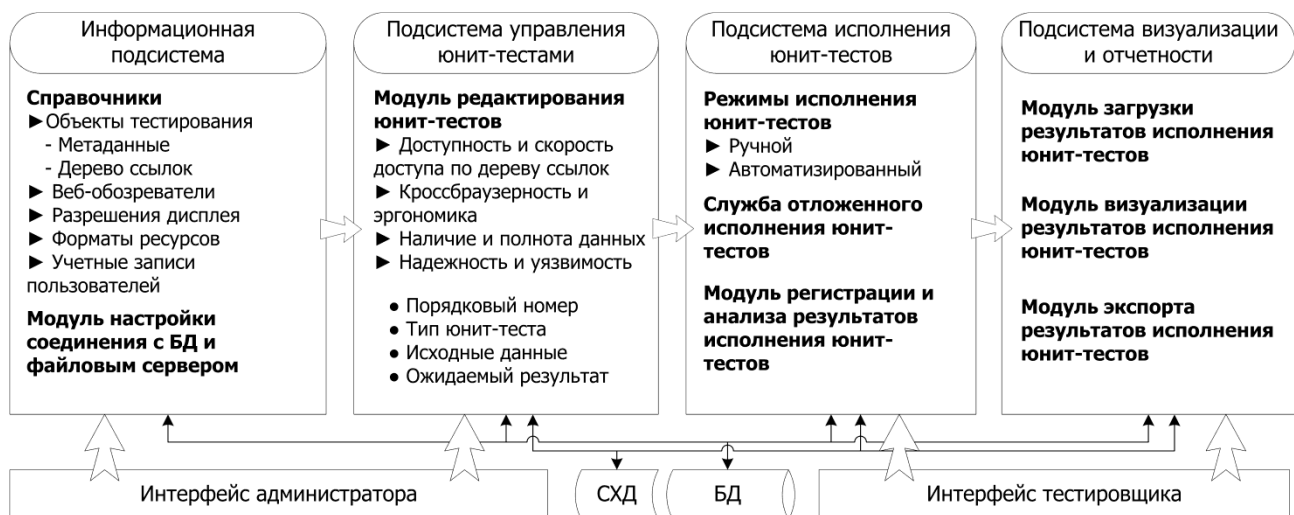 Информационная
подсистема
Справочники
►Объекты тестирования
- Метаданные
- Дерево ссылок
► Веб-обозреватели
► Разрешения дисплея
► Форматы ресурсов
► Учетные записи
пользователей
Модуль настройки
соединения с БД и
файловым сервером
Подсистема управления
юнит-тестами
Модуль редактирования
юнит-тестов
► Доступность и скорость
доступа по дереву ссылок
► Кроссбраузерность и
эргономика
► Наличие и полнота данных
► Надежность и уязвимость
● Порядковый номер
● Тип юнит-теста
● Исходные данные
● Ожидаемый результат
Подсистема исполнения
юнит-тестов
Режимы исполнения
юнит-тестов
► Ручной
► Автоматизированный
Служба отложенного
исполнения юнит-
тестов
Модуль регистрации и
анализа результатов
исполнения юнит-
тестов
Подсистема визуализации
и отчетности
Модуль загрузки
результатов исполнения
юнит-тестов
Модуль визуализации
результатов исполнения
юнит-тестов
Модуль экспорта
результатов исполнения
юнит-тестов
Интерфейс администратора
СХД
БД
Интерфейс тестировщика